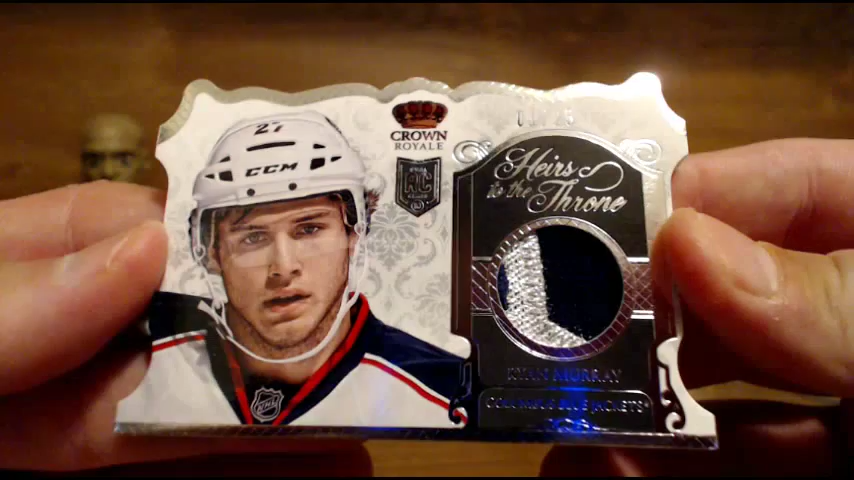 27
CCM
CROWN
ROYALE
RC
Heirs
to the
Throne
RYAN MURRAY
COLUMBUS BLUE JACKETS
NHL